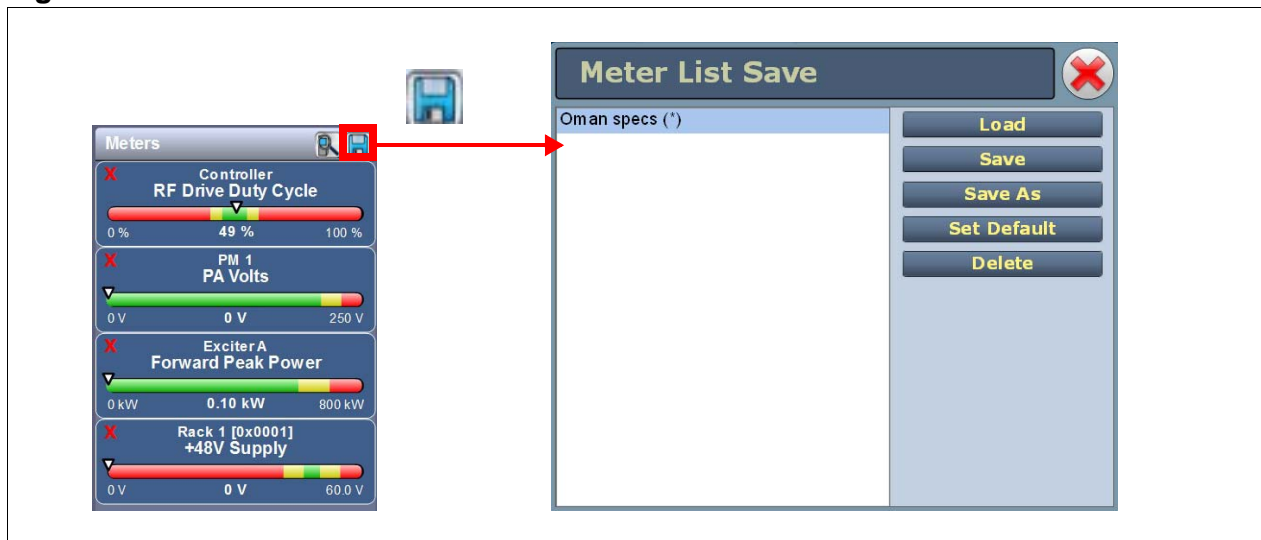 Meters
X
Controller
RF Drive Duty Cycle
0 %
49 %
100 %
X
PM 1
PA Volts
0 V
0 V
250 V
X
Exciter A
Forward Peak Power
0 kW
0.10 kW
800 kW
X
Rack 1 [0x0001]
+48V Supply
0 V
0 V
60.0 V
Meter List Save
Oman specs (*)
Load
Save
Save As
Set Default
Delete